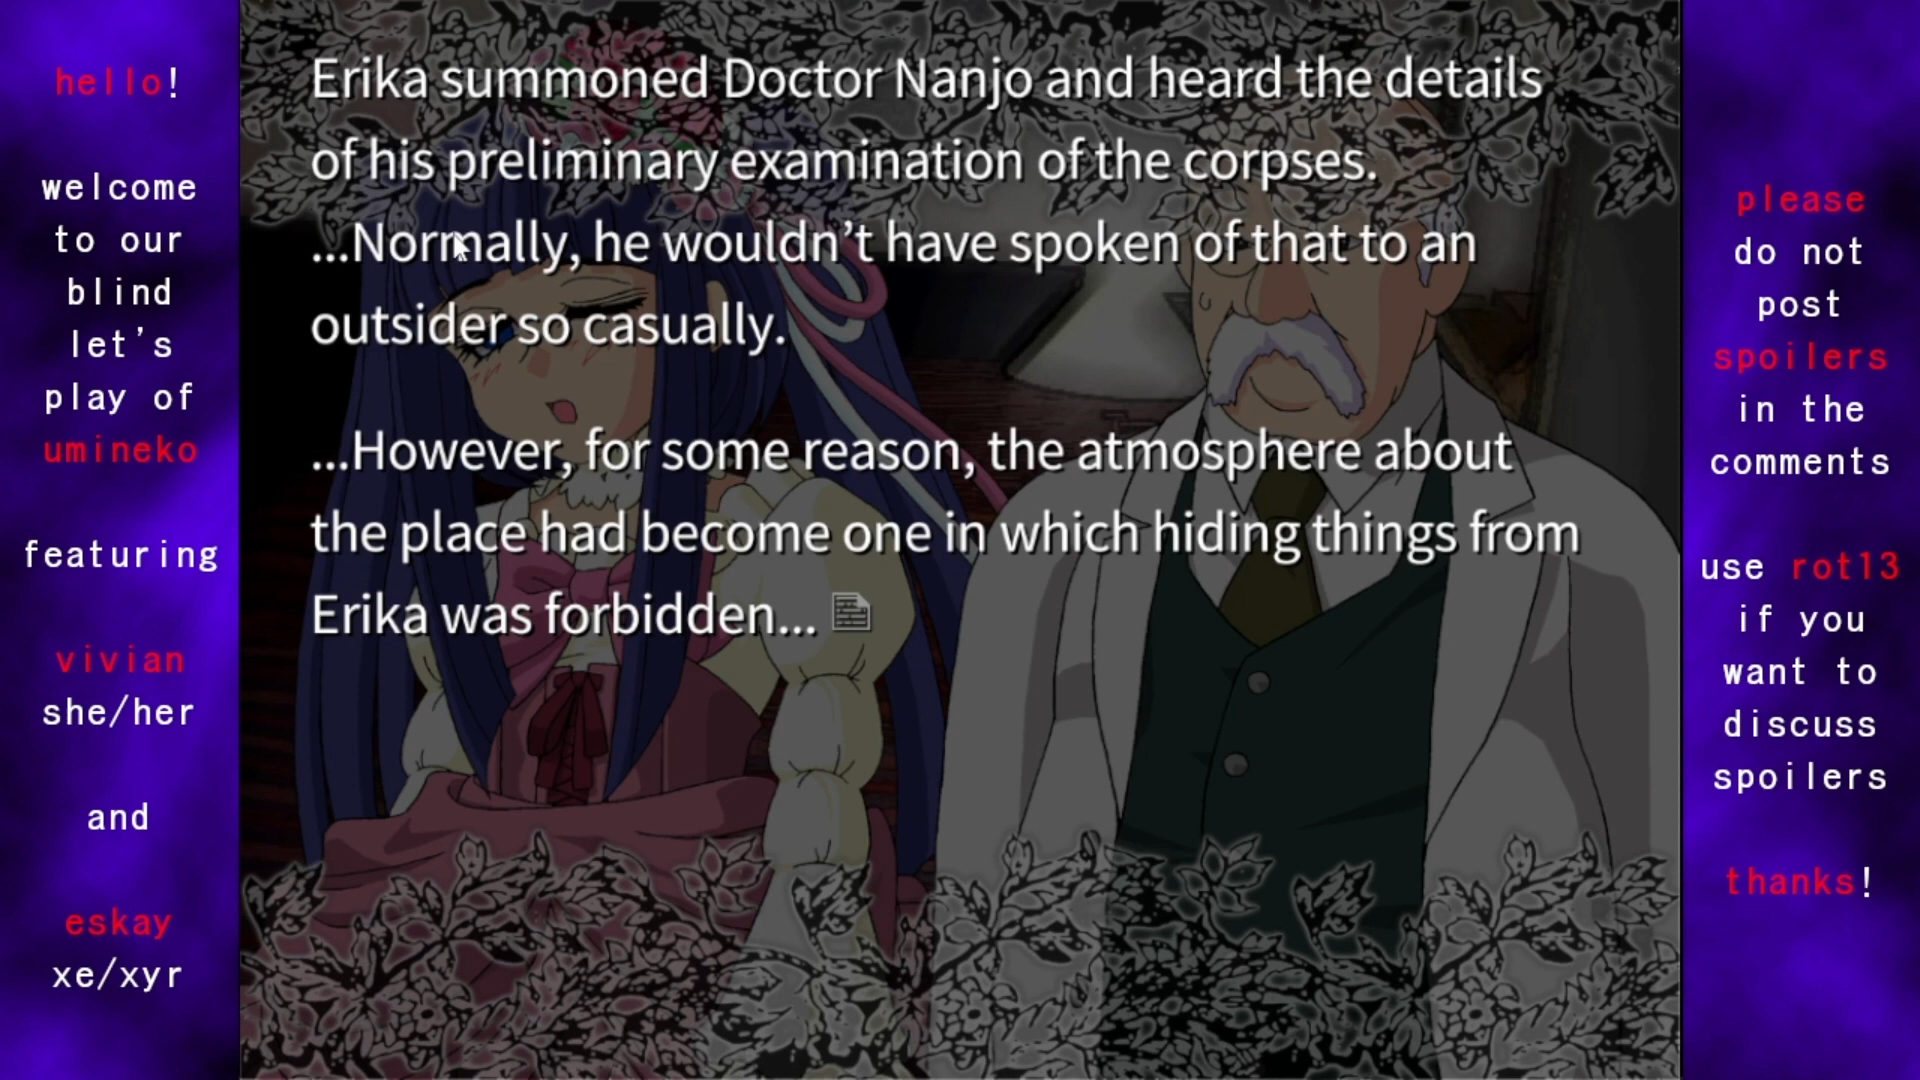 hello!
welcome
to our
blind
let's
play of
umineko
featuring
vivian
she/her
and
eskay
xe/xyr
Erika summoned Doctor Nanjo and heard the details
of his preliminary examination of the corpses.
...Normally, he wouldn’t have spoken of that to an
outsider so casually.
...However, for some reason, the atmosphere about
the place had become one in which hiding things from
Erika was forbidden...
please
do not
post
spoilers
in the
comments
use rot13
if you
want to
discuss
spoilers
thanks!